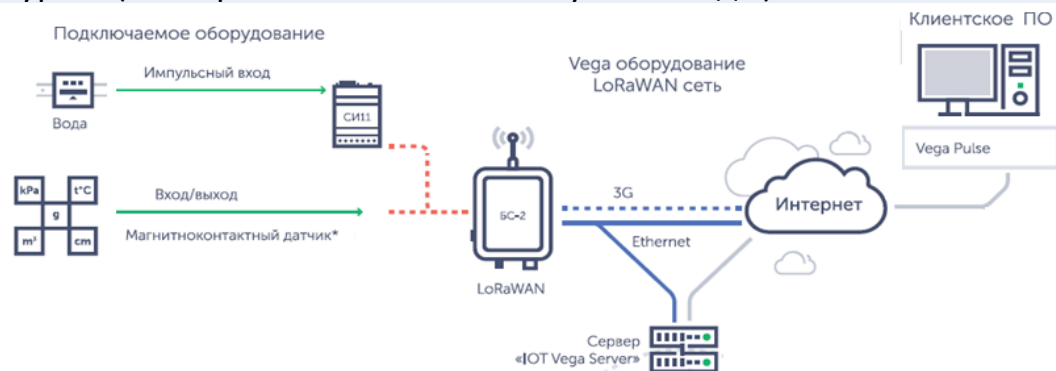 Клиентское ПО
Подключаемое оборудование
Vega оборудование
LoRaWAN сеть
Импульсный вход
Вода
СИ11
Vega Pulse
kPa
t°C
g
m³
cm
Вход/выход
Магнитноконтактный датчик*
БС-2
LoRaWAN
3G
Ethernet
Интернет
Сервер
«IOT Vega Server»